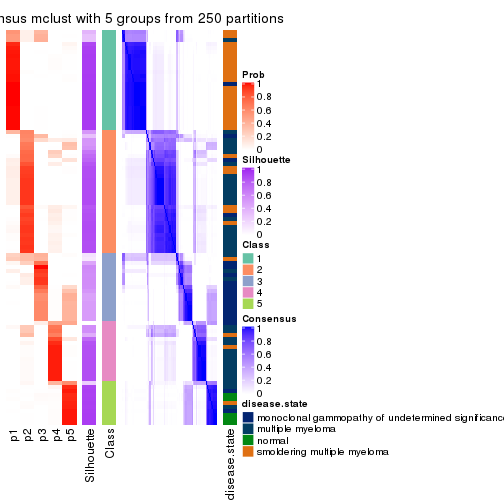 nsus mclust with 5 groups from 250 partitions
Prob
1
0.8
0.6
0.4
0.2
0
Silhouette
1
0.8
0.6
0.4
0.2
0
Class
1
2
3
4
5
Consensus
1
0.8
0.6
0.4
0.2
0
disease.state
monoclonal gammopathy of undetermined significance
multiple myeloma
normal
smoldering multiple myeloma
p1
p2
p3
p4
p5
Silhouette
Class
disease.state